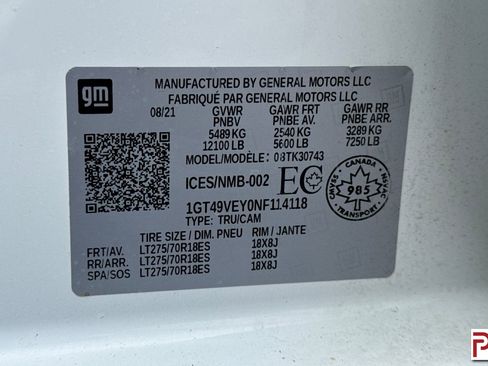 gm
MANUFACTURED BY GENERAL MOTORS LLC
FABRIQUÉ PAR GENERAL MOTORS LLC
08/21 GVWR GAWR FRT GAWR RR
PNBV PNBE AV. PNBE ARR.
5489 KG 2540 KG 3289 KG
12100 LB 5600 LB 7250 LB
MODEL/MODÈLE: 08TK30743
ICES/NMB-002 EC
CANADA
985
CMVSS TRANSPORT
1GT49VEY0NF114118
TYPE: TRU/CAM
TIRE SIZE / DIM. PNEU RIM / JANTE
FRT/AV. LT275/70R18ES 18X8J
RR/ARR. LT275/70R18ES 18X8J
SPA/SOS LT275/70R18ES 18X8J
P